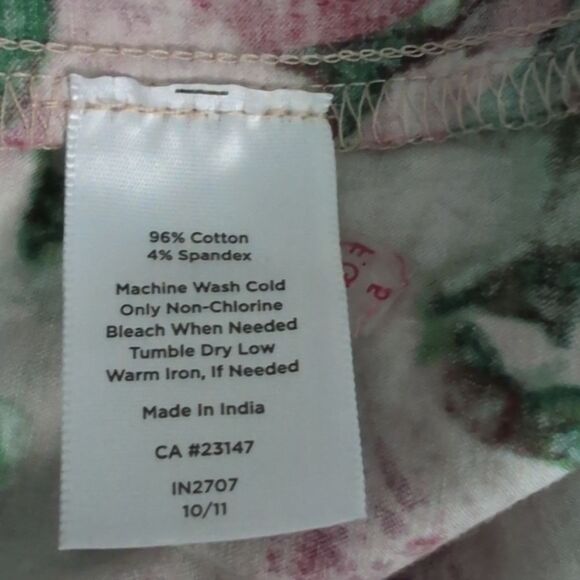 96% Cotton
4% Spandex
Machine Wash Cold
Only Non-Chlorine
Bleach When Needed
Tumble Dry Low
Warm Iron, If Needed
Made In India
CA #23147
IN2707
10/11